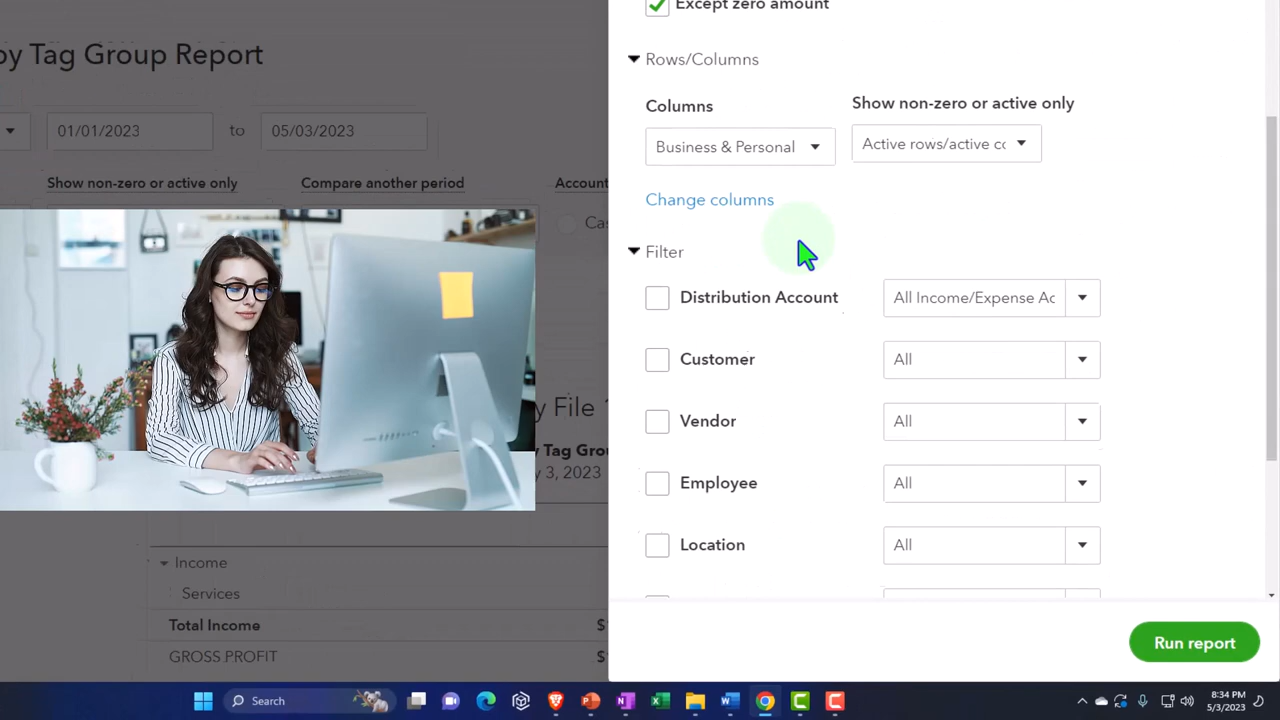 Except zero amount
by Tag Group Report
Rows/Columns
Columns
Show non-zero or active only
01/01/2023 to 05/03/2023
Business & Personal
Active rows/active cc
Show non-zero or active only
Compare another period
Account
Change columns
Cas
Filter
Distribution Account
All Income/Expense Ac
Customer
All
y File
Vendor
All
y Tag Grou
y 3, 2023
Employee
All
Location
All
Income
Services
Total Income
$
GROSS PROFIT
$
Run report
Search
8:34 PM
5/3/2023